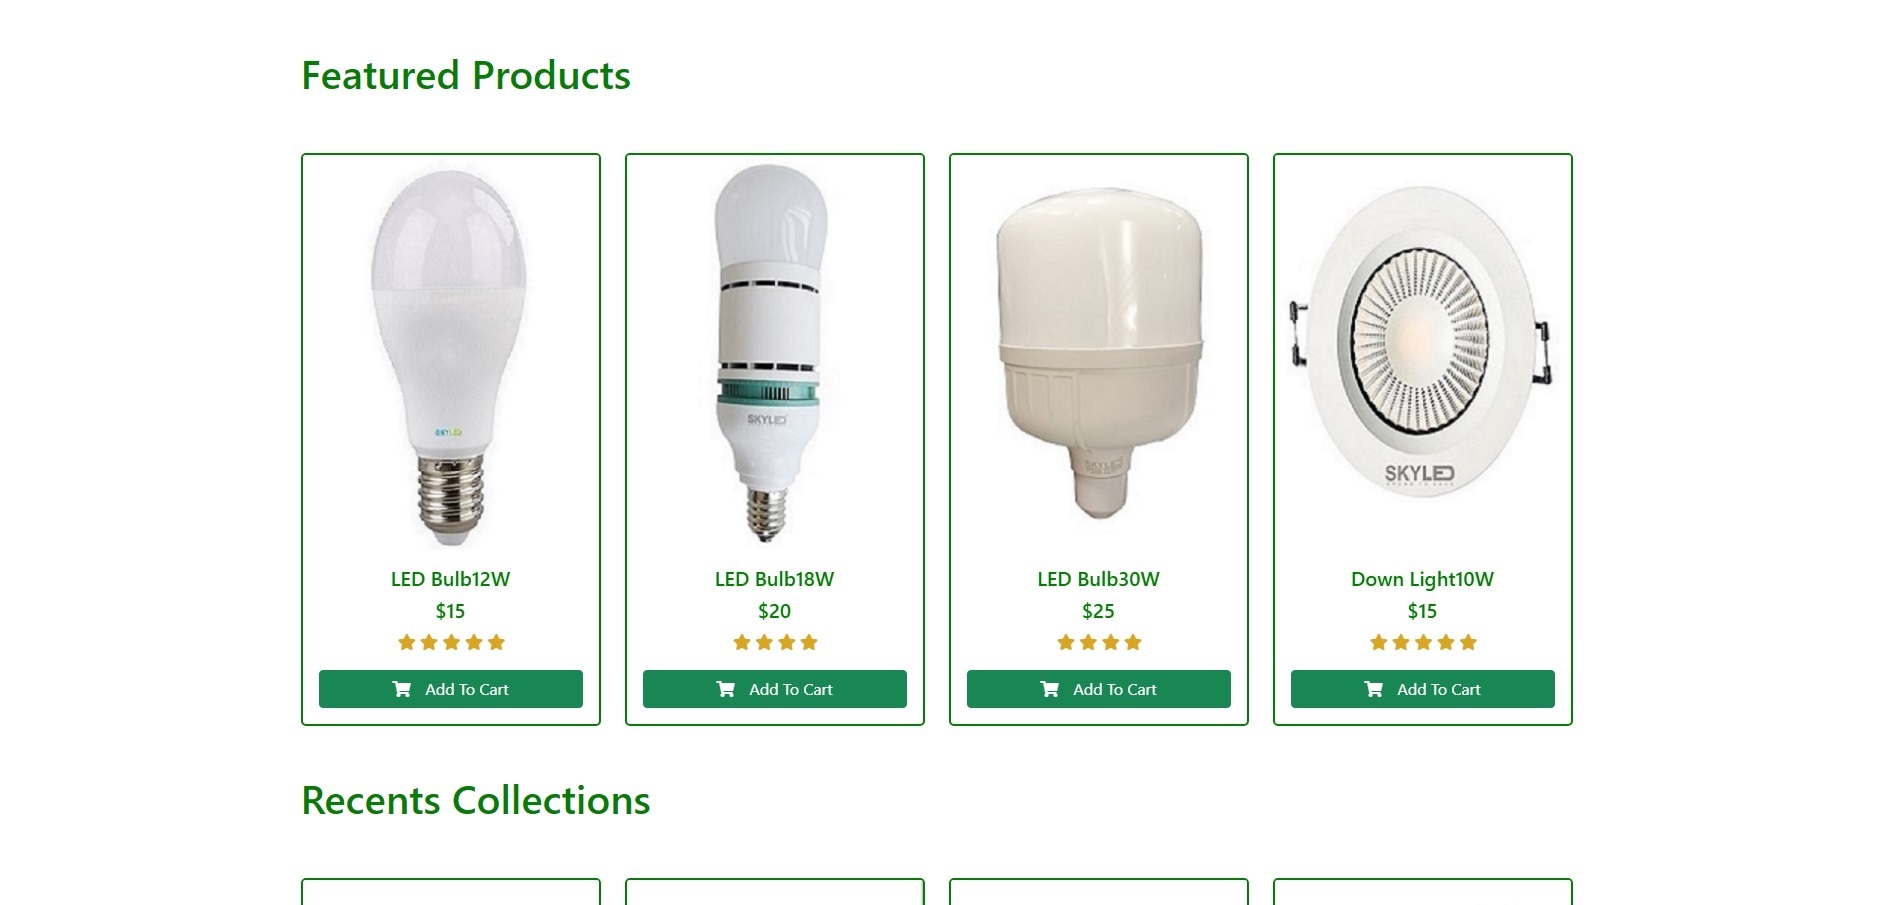 Featured Products
SKYLED
SKYLED
SKYLED
SKYLED
LED Bulb12W
LED Bulb18W
LED Bulb30W
Down Light10W
$15
$20
$25
$15
Add To Cart
Add To Cart
Add To Cart
Add To Cart
Recents Collections